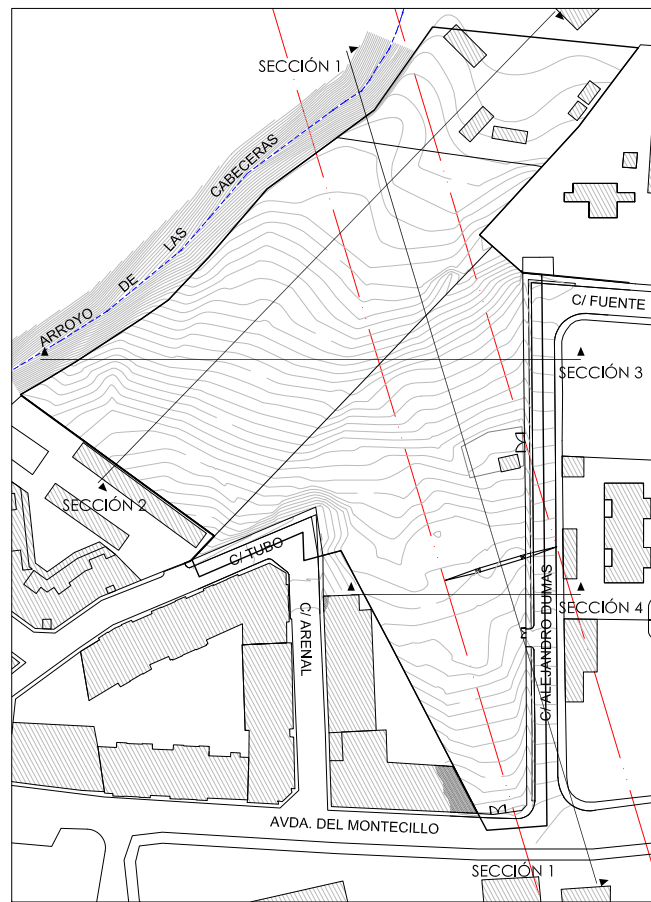 SECCIÓN 1
ARROYO DE LAS CABECERAS
C/ FUENTE
SECCIÓN 3
SECCIÓN 2
C/ TUBO
C/ ARENAL
C/ ALEJANDRO DUMAS
SECCIÓN 4
AVDA. DEL MONTECILLO
SECCIÓN 1